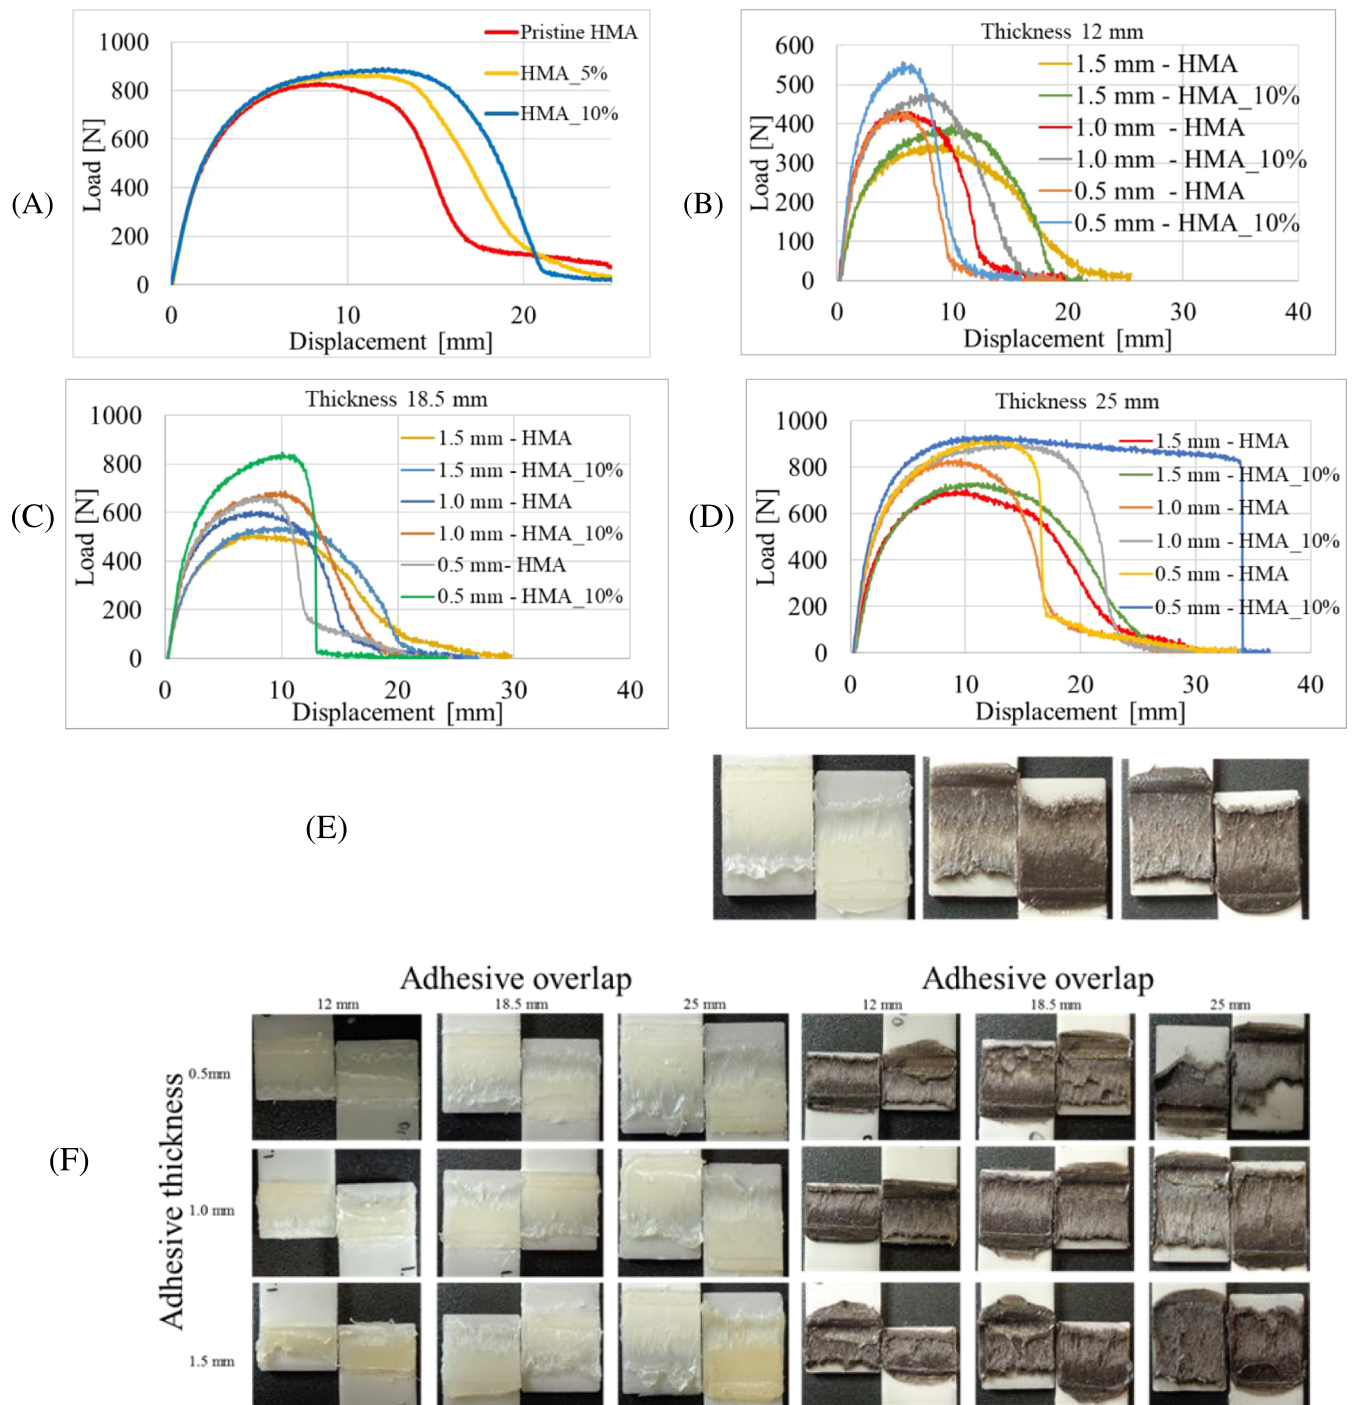 (A)
Pristine HMA
HMA_5%
HMA_10%
1000
800
600
400
200
0
0 10 20
Load [N]
Displacement [mm]
(B)
Thickness 12 mm
1.5 mm - HMA
1.5 mm - HMA_10%
1.0 mm - HMA
1.0 mm - HMA_10%
0.5 mm - HMA
0.5 mm - HMA_10%
600
500
400
300
200
100
0
0 10 20 30 40
Load [N]
Displacement [mm]
(C)
Thickness 18.5 mm
1.5 mm - HMA
1.5 mm - HMA_10%
1.0 mm - HMA
1.0 mm - HMA_10%
0.5 mm- HMA
0.5 mm - HMA_10%
1000
800
600
400
200
0
0 10 20 30 40
Load [N]
Displacement [mm]
(D)
Thickness 25 mm
1.5 mm - HMA
1.5 mm - HMA_10%
1.0 mm - HMA
1.0 mm - HMA_10%
0.5 mm - HMA
0.5 mm - HMA_10%
1000
800
600
400
200
0
0 10 20 30 40
Load [N]
Displacement [mm]
(E)
(F)
Adhesive overlap Adhesive overlap
12 mm 18.5 mm 25 mm 12 mm 18.5 mm 25 mm
Adhesive thickness
0.5mm
1.0 mm
1.5 mm